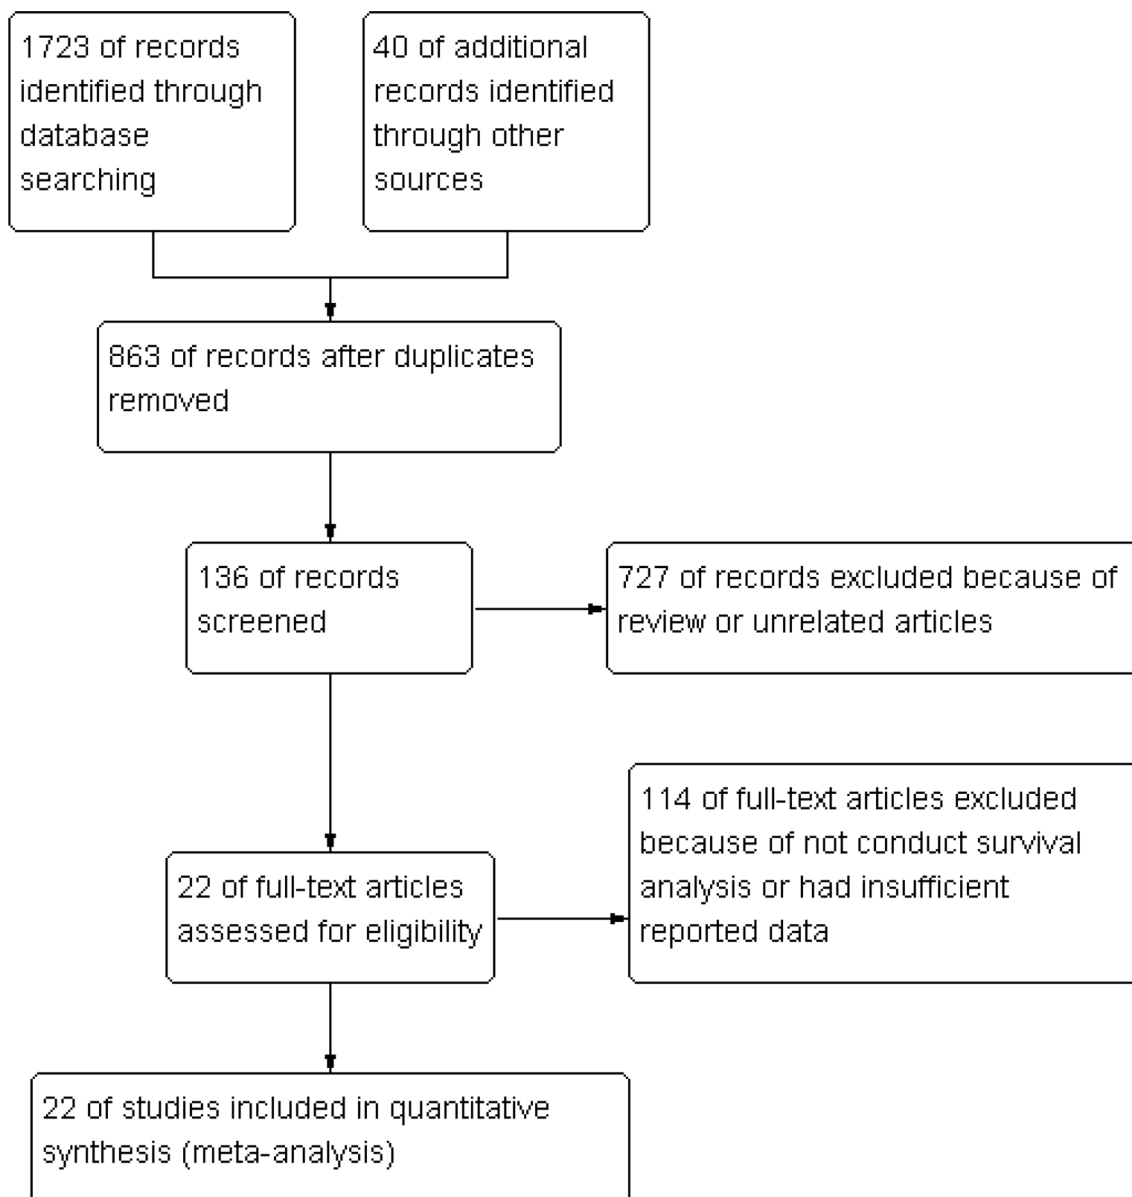 1723 of records
identified through
database
searching
40 of additional
records identified
through other
sources
863 of records after duplicates
removed
136 of records
screened
727 of records excluded because of
review or unrelated articles
114 of full-text articles excluded
because of not conduct survival
analysis or had insufficient
reported data
22 of full-text articles
assessed for eligibility
22 of studies included in quantitative
synthesis (meta-analysis)